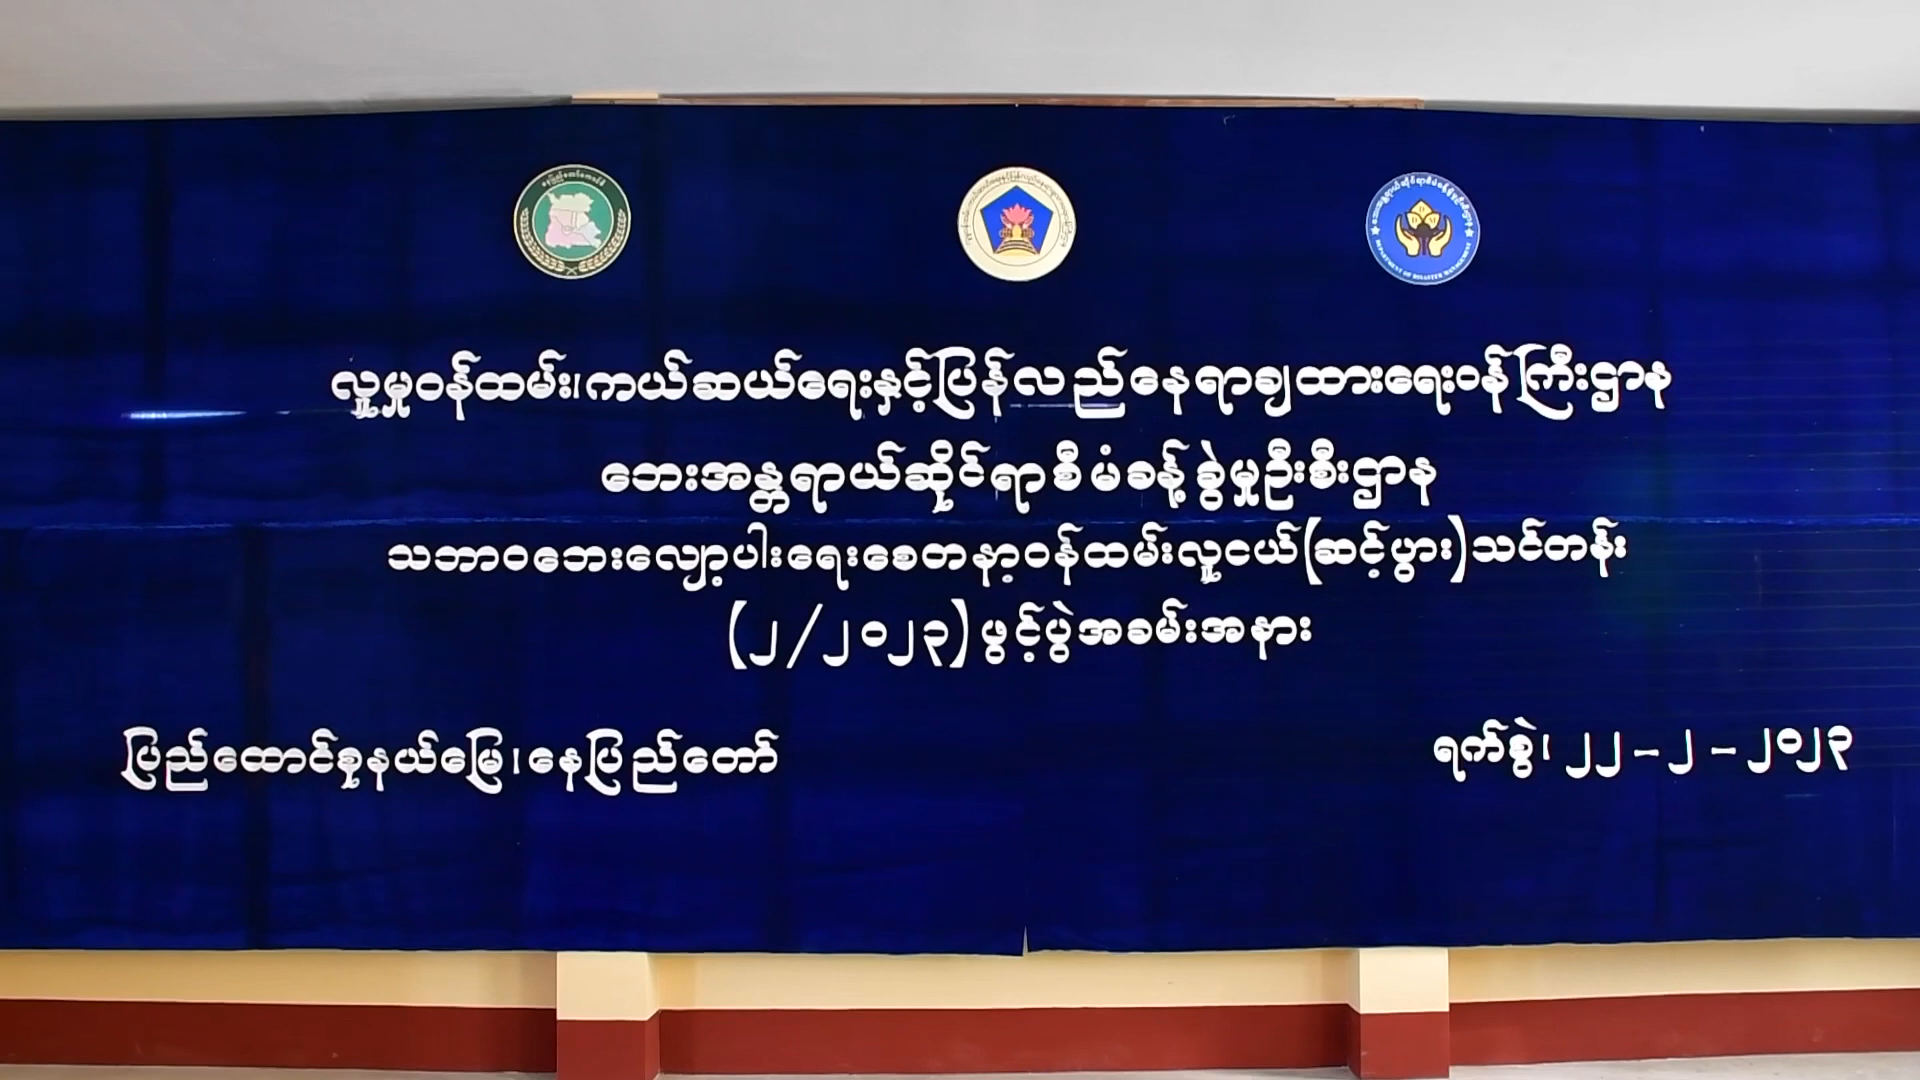 လူမှုဝန်ထမ်း၊ကယ်ဆယ်ရေးနှင့်ပြန်လည်နေရာချထားရေးဝန်ကြီးဌာန
ဘေးအန္တရာယ်ဆိုင်ရာစီမံခန့်ခွဲမှုဦးစီးဌာန
သဘာဝဘေးလျော့ပါးရေးစေတနာ့ဝန်ထမ်းလူငယ်(ဆင့်ပွား)သင်တန်း
(၂/၂၀၂၃)ဖွင့်ပွဲအခမ်းအနား
ပြည်ထောင်စုနယ်မြေ၊နေပြည်တော်
ရက်စွဲ၊ ၂၂-၂-၂၀၂၃
DEPARTMENT OF DISASTER MANAGEMENT